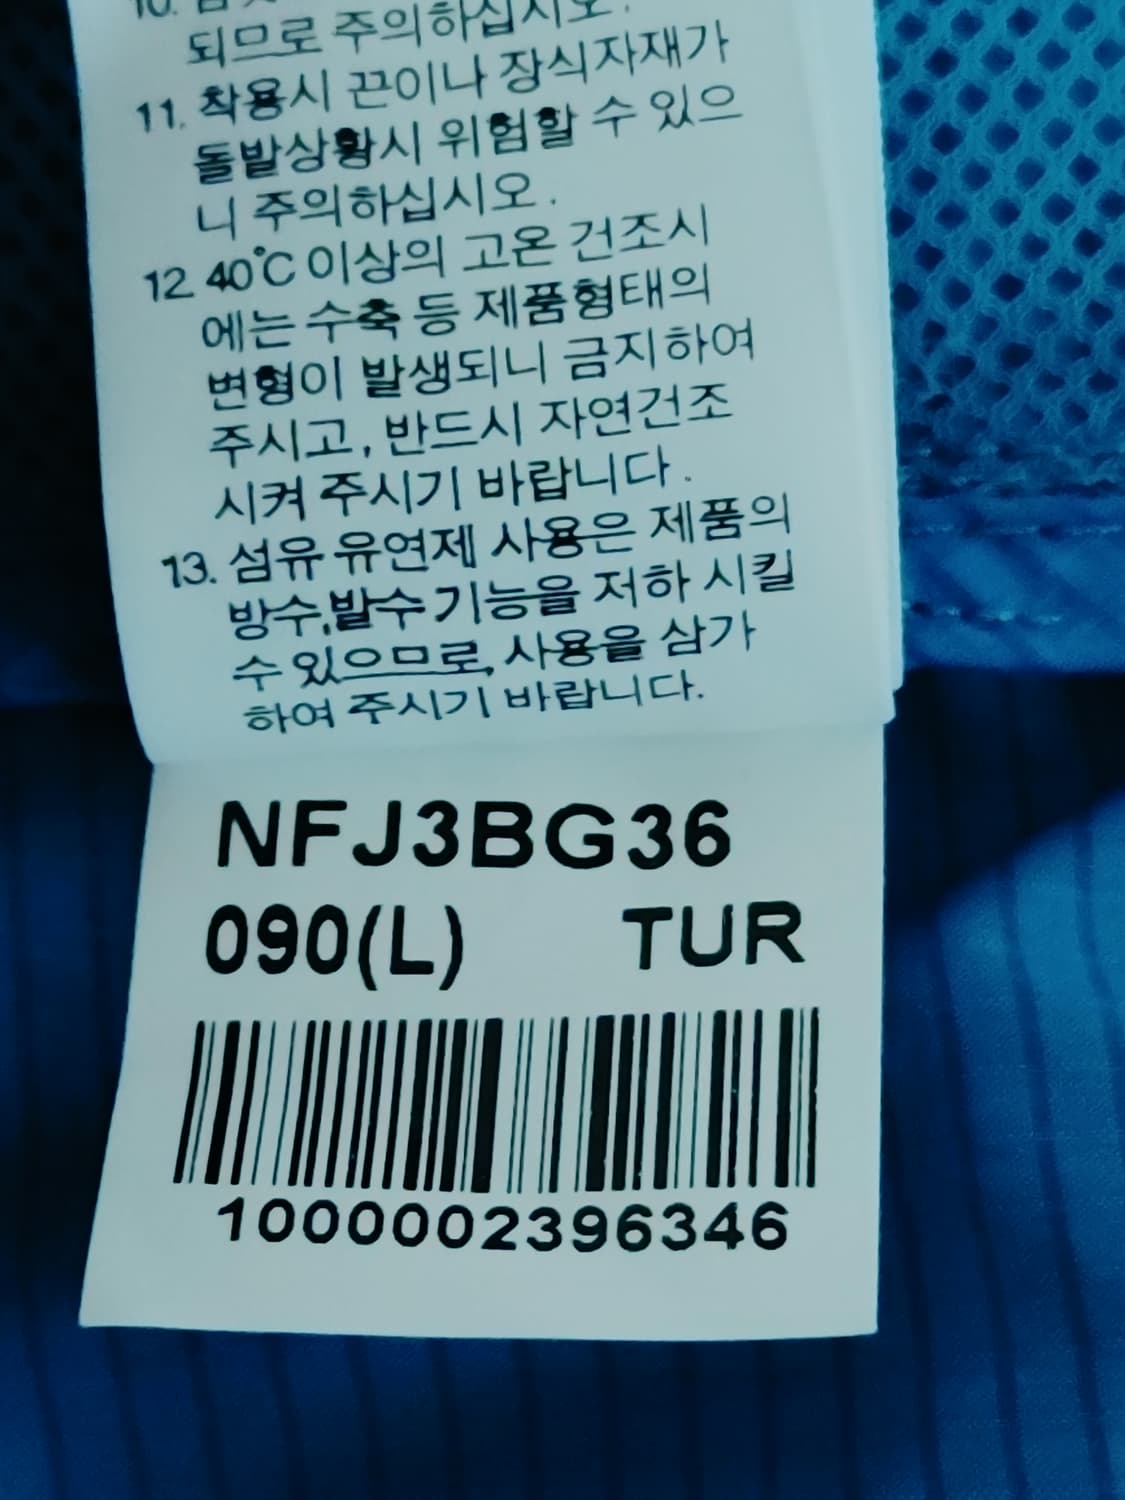 되므로 주의하십시오.
11. 착용시 끈이나 장식자재가
돌발상황시 위험할 수 있으
니 주의하십시오.
12 40℃ 이상의 고온 건조시
에는 수축 등 제품형태의
변형이 발생되니 금지하여
주시고, 반드시 자연건조
시켜 주시기 바랍니다.
13. 섬유 유연제 사용은 제품의
방수,발수 기능을 저하 시킬
수 있으므로, 사용을 삼가
하여 주시기 바랍니다.
NFJ3BG36
090(L) TUR
1000002396346